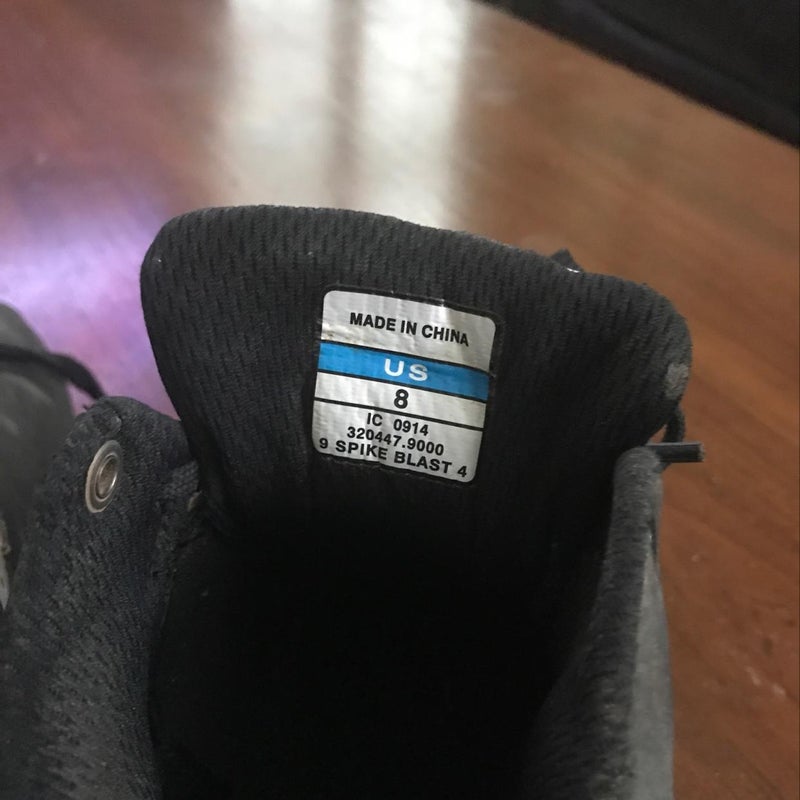 MADE IN CHINA
US
8
IC 0914
320447.9000
9 SPIKE BLAST 4